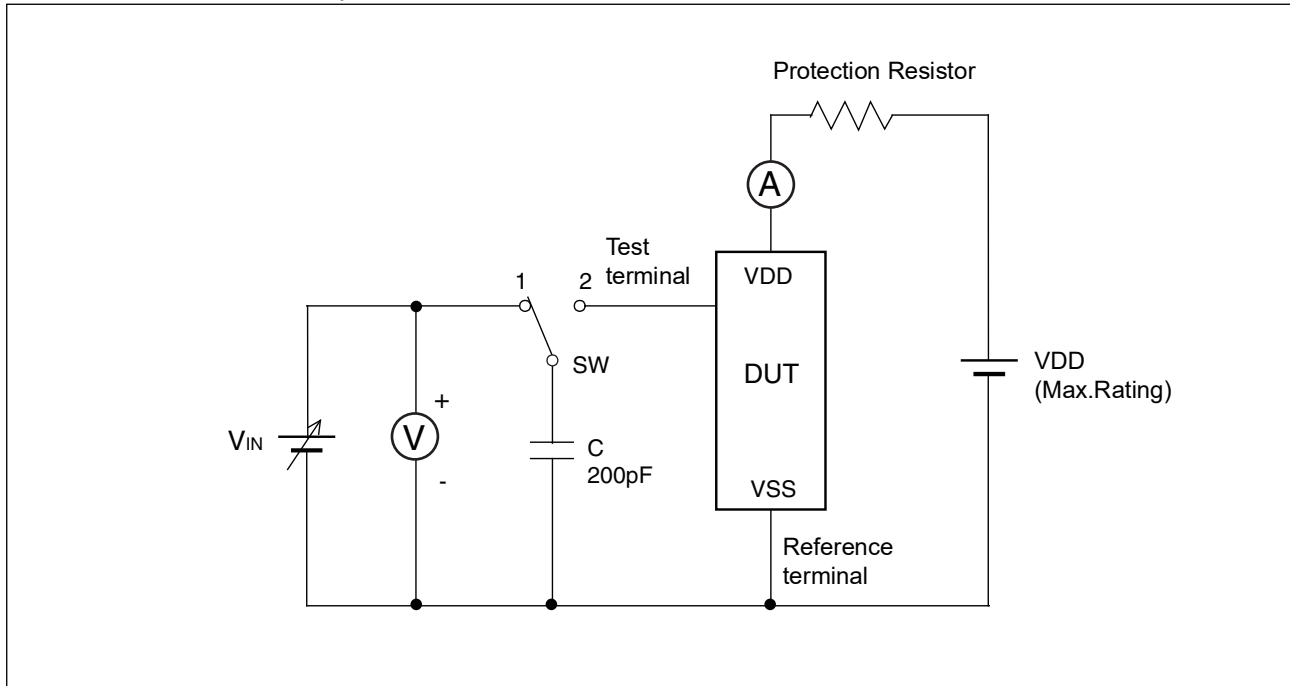 Protection Resistor
A
Test
terminal
1
2
VDD
SW
DUT
VDD
(Max.Rating)
VIN
+
V
-
C
200pF
VSS
Reference
terminal